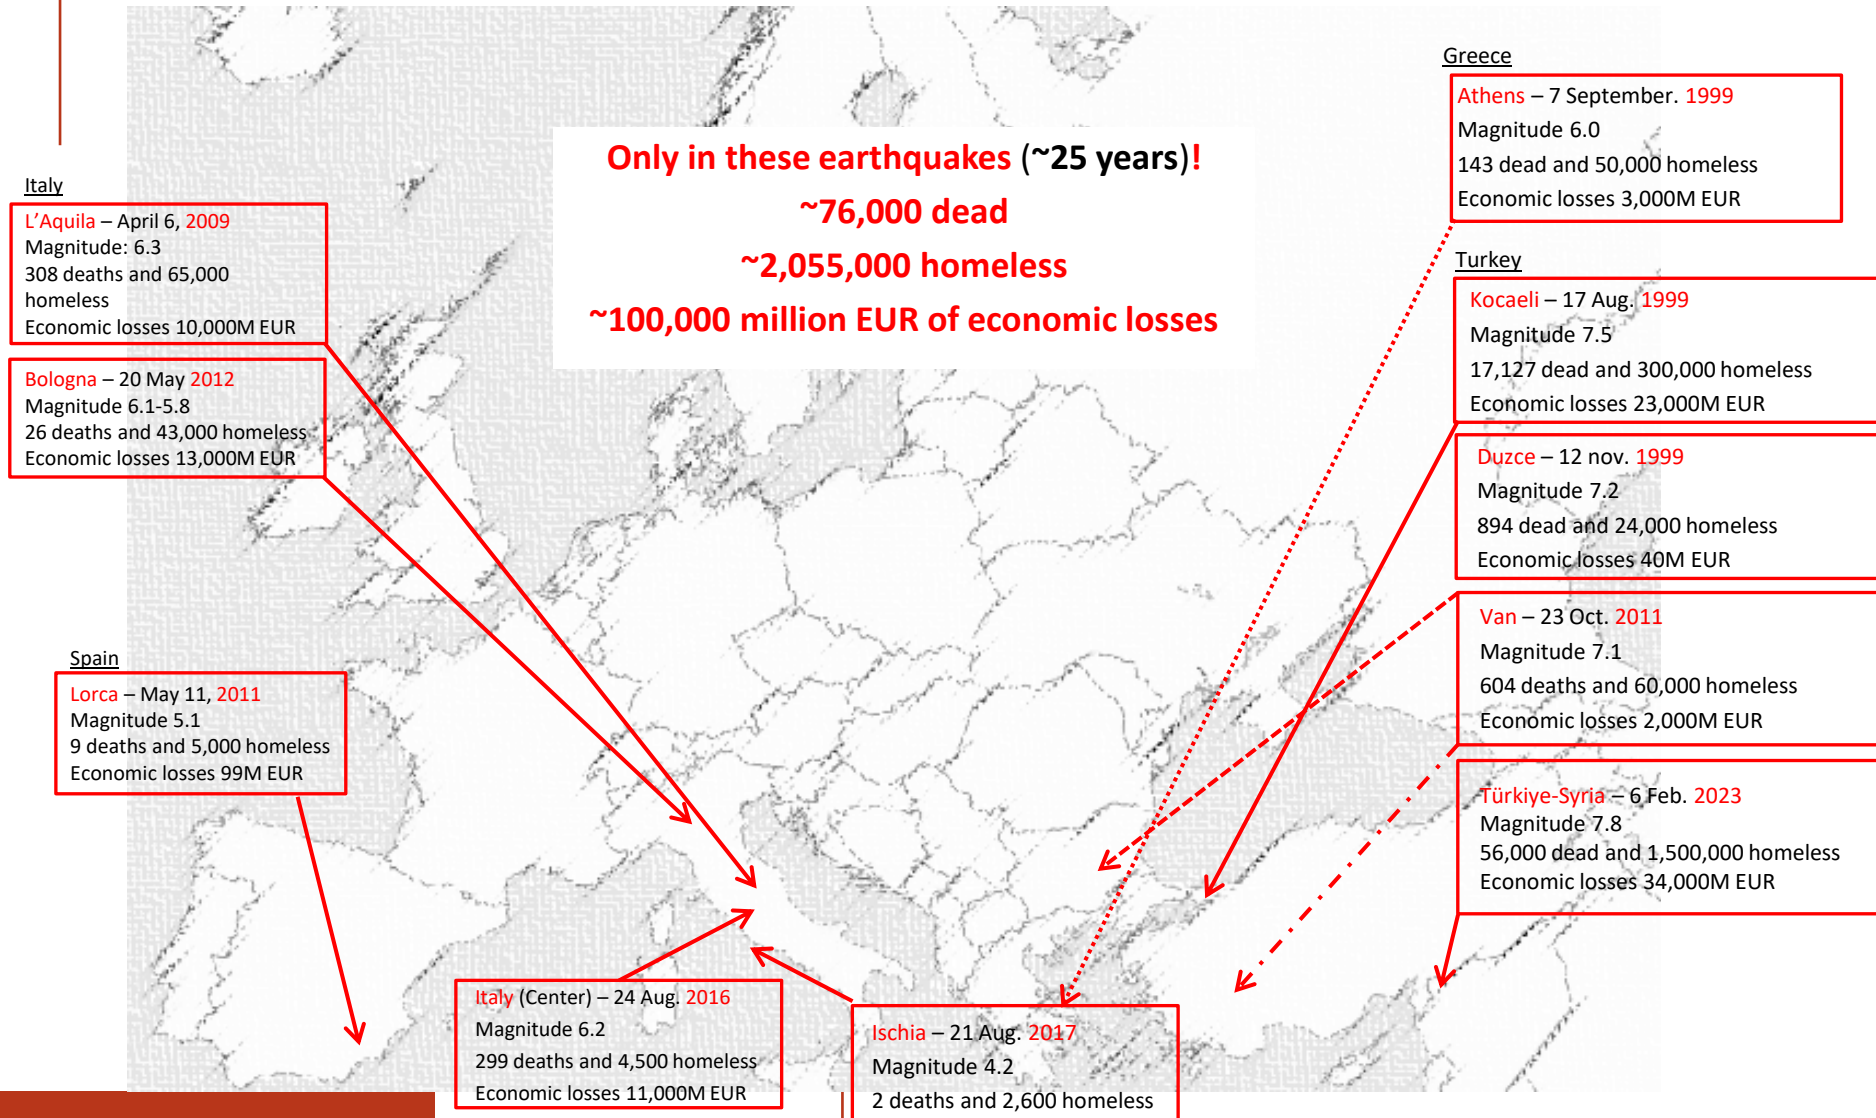 Only in these earthquakes (~25 years)!
~76,000 dead
~2,055,000 homeless
~100,000 million EUR of economic losses
Italy
L’Aquila – April 6, 2009
Magnitude: 6.3
308 deaths and 65,000
homeless
Economic losses 10,000M EUR
Bologna – 20 May 2012
Magnitude 6.1-5.8
26 deaths and 43,000 homeless
Economic losses 13,000M EUR
Spain
Lorca – May 11, 2011
Magnitude 5.1
9 deaths and 5,000 homeless
Economic losses 99M EUR
Italy (Center) – 24 Aug. 2016
Magnitude 6.2
299 deaths and 4,500 homeless
Economic losses 11,000M EUR
Ischia – 21 Aug. 2017
Magnitude 4.2
2 deaths and 2,600 homeless
Greece
Athens – 7 September. 1999
Magnitude 6.0
143 dead and 50,000 homeless
Economic losses 3,000M EUR
Turkey
Kocaeli – 17 Aug. 1999
Magnitude 7.5
17,127 dead and 300,000 homeless
Economic losses 23,000M EUR
Duzce – 12 nov. 1999
Magnitude 7.2
894 dead and 24,000 homeless
Economic losses 40M EUR
Van – 23 Oct. 2011
Magnitude 7.1
604 deaths and 60,000 homeless
Economic losses 2,000M EUR
Türkiye-Syria – 6 Feb. 2023
Magnitude 7.8
56,000 dead and 1,500,000 homeless
Economic losses 34,000M EUR